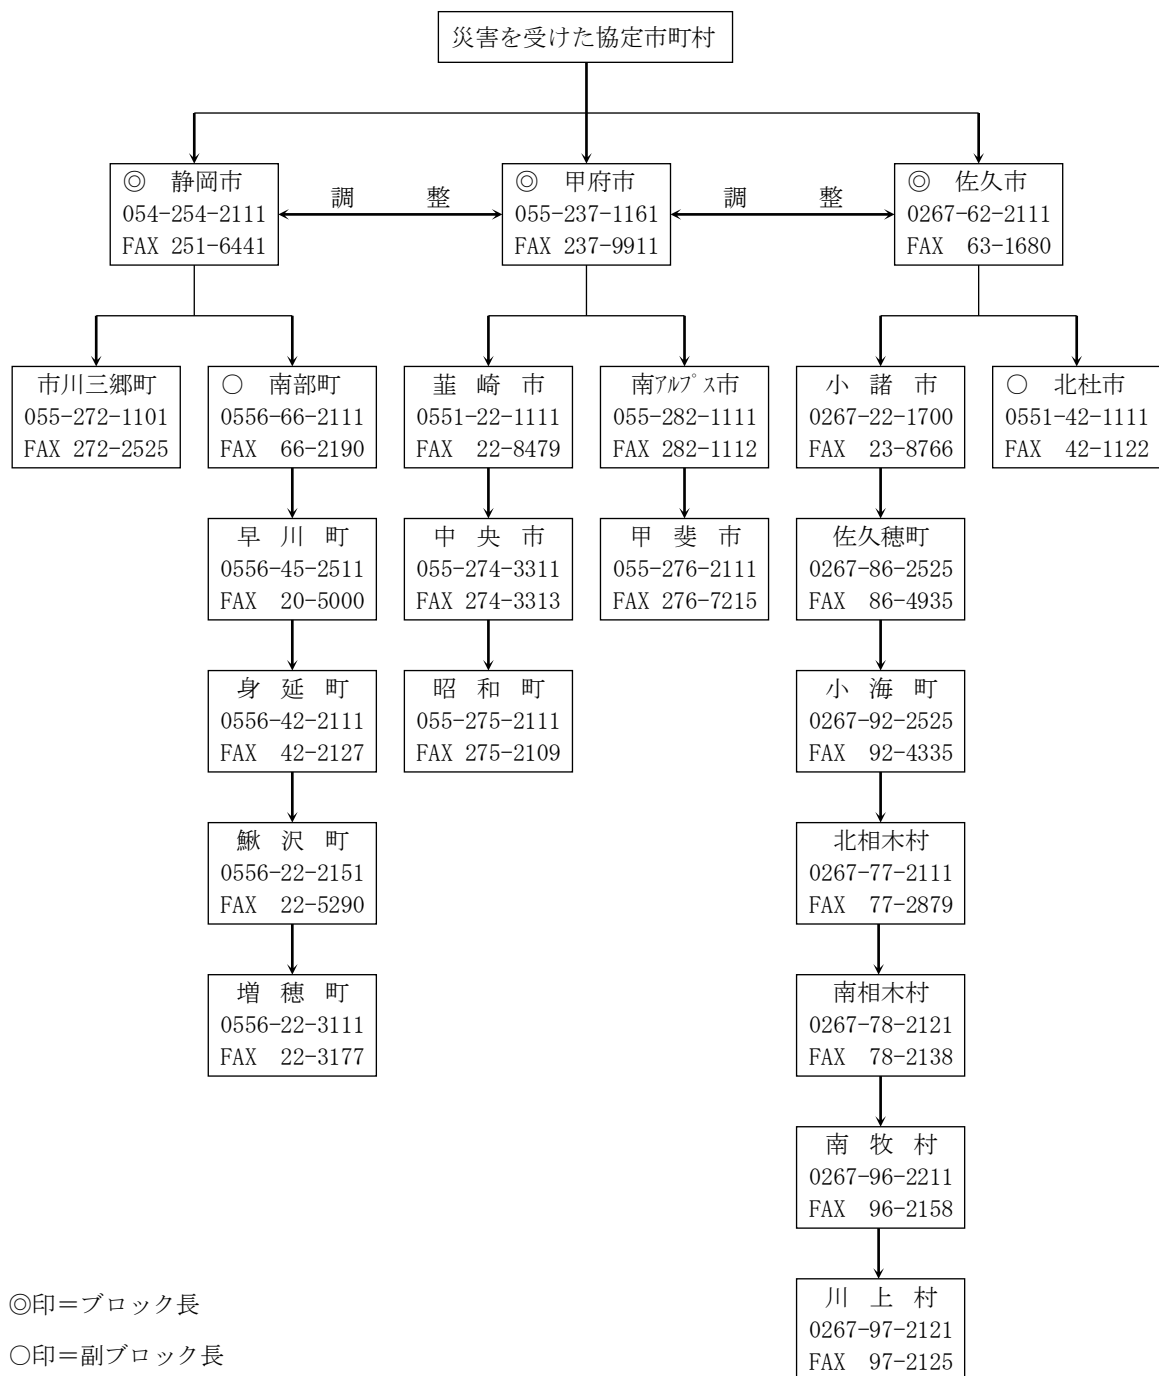 災害を受けた協定市町村
◎　静岡市
054-254-2111
FAX 251-6441
調　　　整
◎　甲府市
055-237-1161
FAX 237-9911
調　　　整
◎　佐久市
0267-62-2111
FAX　63-1680
市川三郷町
055-272-1101
FAX 272-2525
○　南部町
0556-66-2111
FAX　66-2190
韮　崎　市
0551-22-1111
FAX　22-8479
南ｱﾙﾌﾟｽ市
055-282-1111
FAX 282-1112
小　諸　市
0267-22-1700
FAX　23-8766
○　北杜市
0551-42-1111
FAX　42-1122
早　川　町
0556-45-2511
FAX　20-5000
中　央　市
055-274-3311
FAX 274-3313
甲　斐　市
055-276-2111
FAX 276-7215
佐久穂町
0267-86-2525
FAX　86-4935
身　延　町
0556-42-2111
FAX　42-2127
昭　和　町
055-275-2111
FAX 275-2109
小　海　町
0267-92-2525
FAX　92-4335
鰍　沢　町
0556-22-2151
FAX　22-5290
北相木村
0267-77-2111
FAX　77-2879
増　穂　町
0556-22-3111
FAX　22-3177
南相木村
0267-78-2121
FAX　78-2138
南　牧　村
0267-96-2211
FAX　96-2158
川　上　村
0267-97-2121
FAX　97-2125
◎印＝ブロック長
○印＝副ブロック長